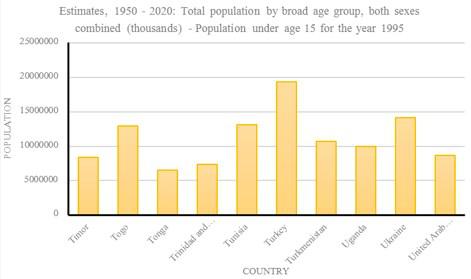 Estimates, 1950 - 2020: Total population by broad age group, both sexes
combined (thousands) - Population under age 15 for the year 1995
25000000
20000000
15000000
10000000
5000000
0
POPULATION
Timor
Togo
Tonga
Trinidad and…
Tunisia
Turkey
Turkmenistan
Uganda
Ukraine
United Arab…
COUNTRY